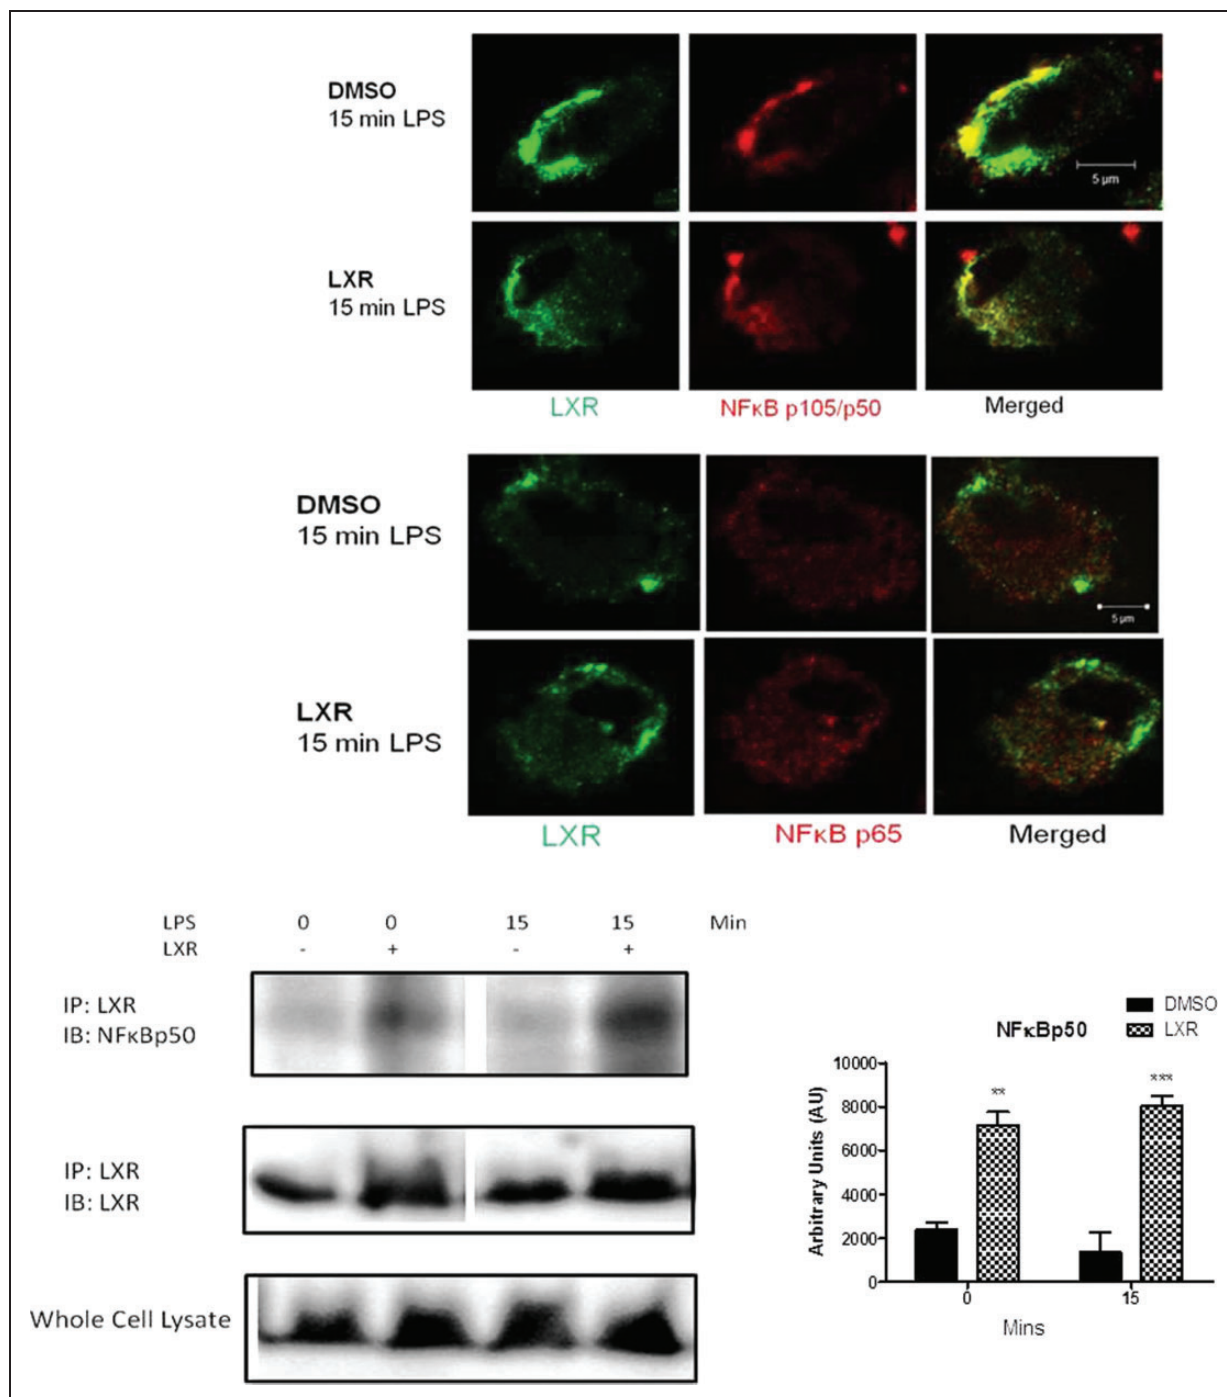 DMSO
15 min LPS
5 µm
LXR
15 min LPS
LXR
NFκB p105/p50
Merged
DMSO
15 min LPS
5 µm
LXR
15 min LPS
LXR
NFκB p65
Merged
LPS 0 0 15 15 Min
LXR - + - +
IP: LXR
IB: NFκBp50
IP: LXR
IB: LXR
Whole Cell Lysate
DMSO
LXR
NFκBp50
Arbitrary Units (AU)
10000
8000
6000
4000
2000
0
**
***
0 15
Mins